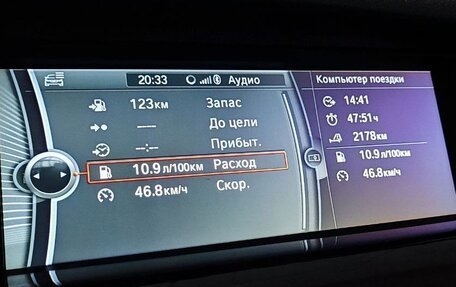 20:33 Аудио
123км Запас
--- До цели
--:-- Прибыт.
10.9 л/100км Расход
46.8км/ч Скор.
Компьютер поездки
14:41
47:51ч
2178км
10.9 л/100км
46.8км/ч